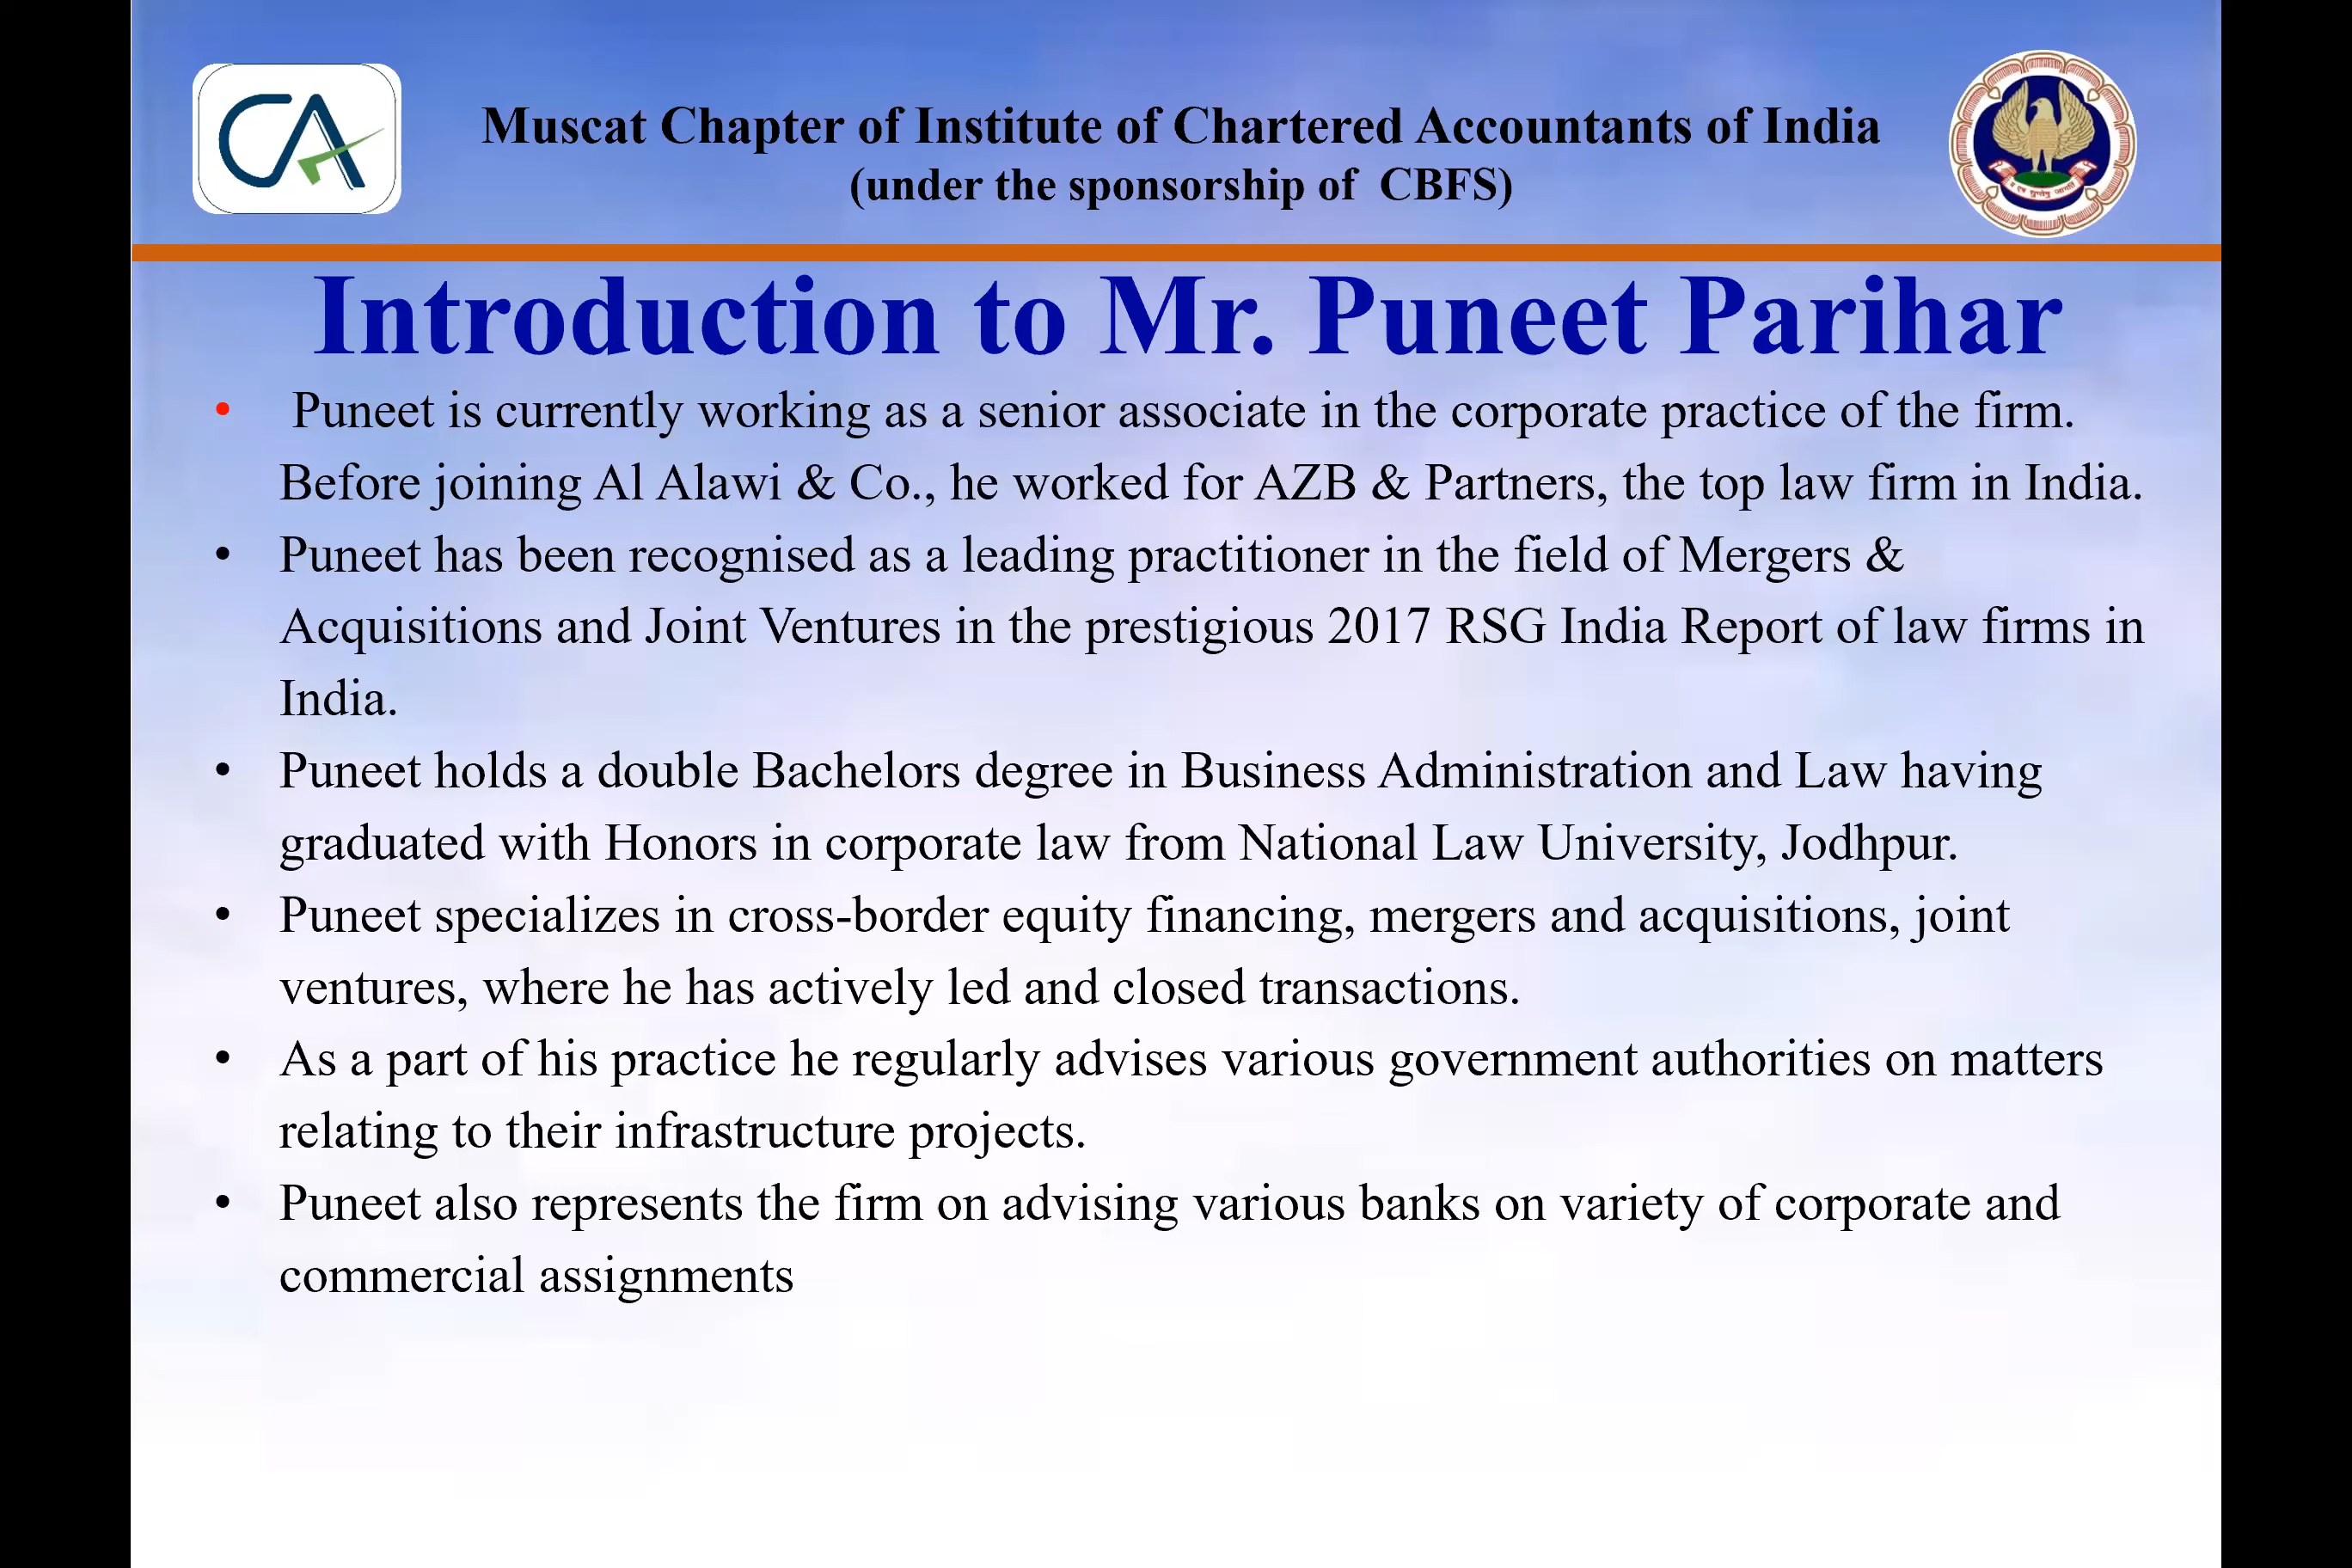 CA
Muscat Chapter of Institute of Chartered Accountants of India
(under the sponsorship of CBFS)
Introduction to Mr. Puneet Parihar
• Puneet is currently working as a senior associate in the corporate practice of the firm.
Before joining Al Alawi & Co., he worked for AZB & Partners, the top law firm in India.
• Puneet has been recognised as a leading practitioner in the field of Mergers &
Acquisitions and Joint Ventures in the prestigious 2017 RSG India Report of law firms in
India.
• Puneet holds a double Bachelors degree in Business Administration and Law having
graduated with Honors in corporate law from National Law University, Jodhpur.
• Puneet specializes in cross-border equity financing, mergers and acquisitions, joint
ventures, where he has actively led and closed transactions.
• As a part of his practice he regularly advises various government authorities on matters
relating to their infrastructure projects.
• Puneet also represents the firm on advising various banks on variety of corporate and
commercial assignments